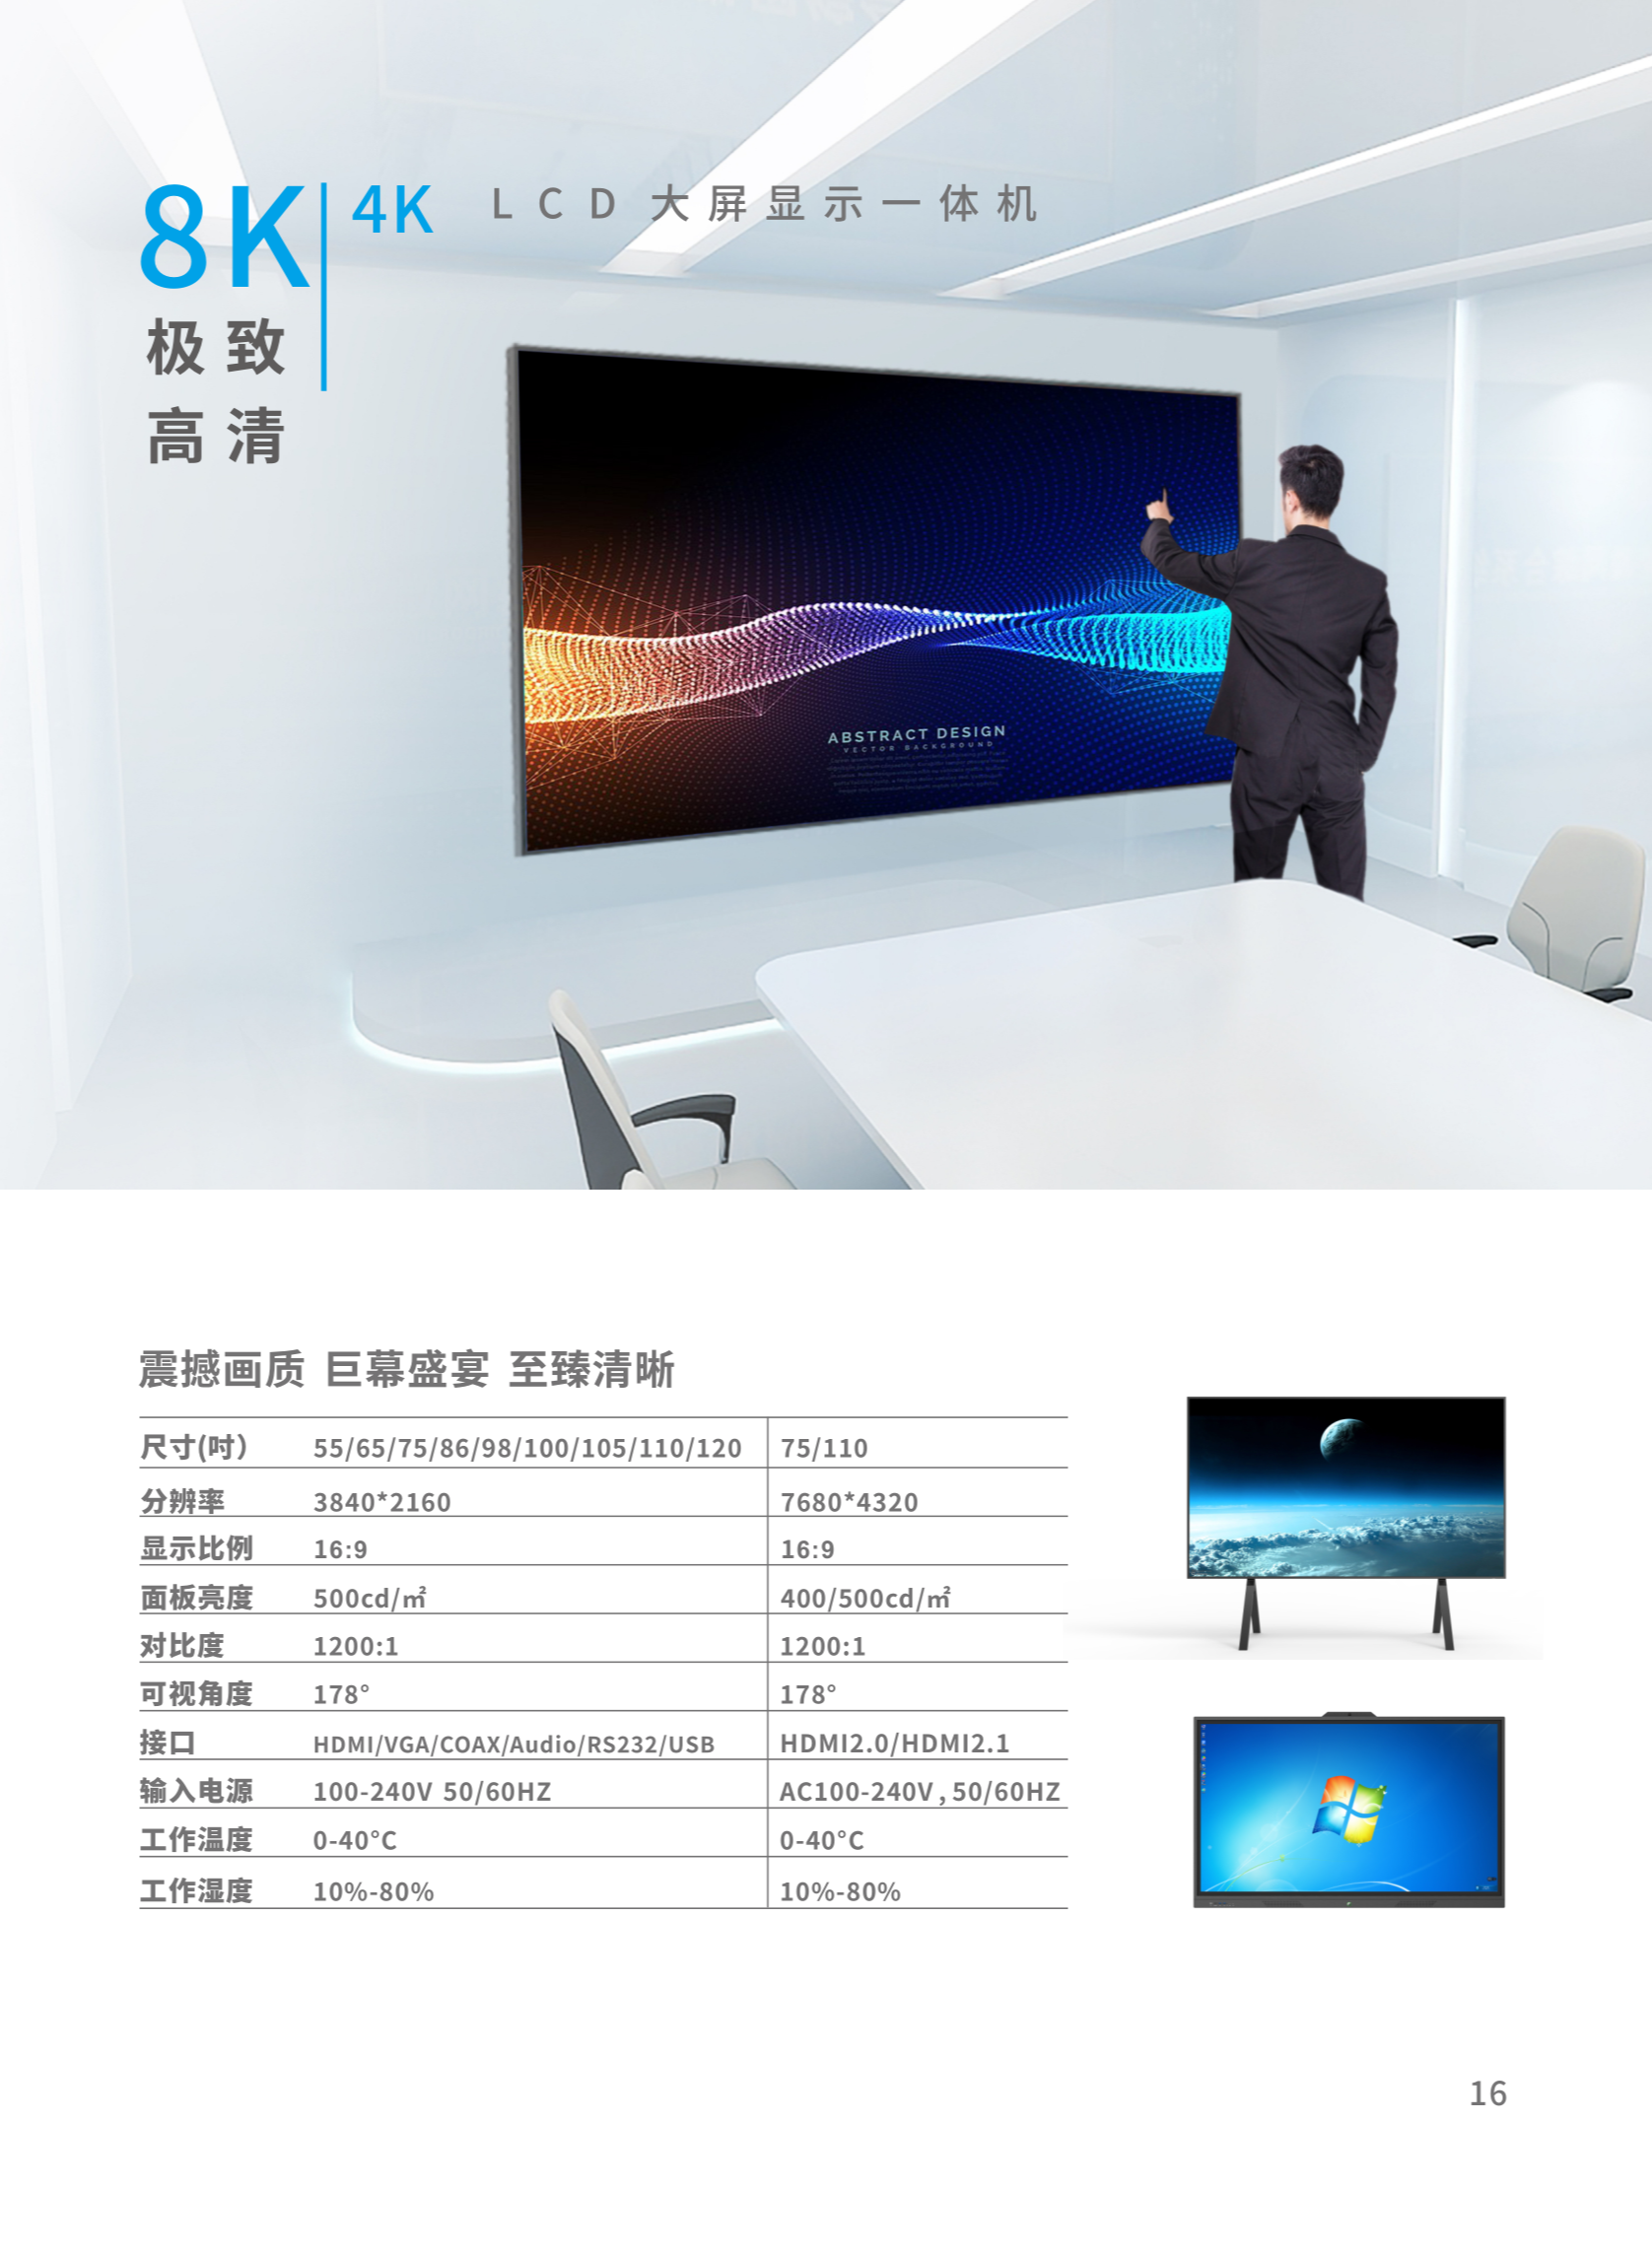 8K
4K LCD大屏显示一体机
极致
高清
ABSTRACT DESIGN
VECTOR BACKGROUND
震撼画质 巨幕盛宴 至臻清晰
尺寸(吋） 55/65/75/86/98/100/105/110/120 75/110
分辨率 3840*2160 7680*4320
显示比例 16:9 16:9
面板亮度 500cd/㎡ 400/500cd/㎡
对比度 1200:1 1200:1
可视角度 178° 178°
接口 HDMI/VGA/COAX/Audio/RS232/USB HDMI2.0/HDMI2.1
输入电源 100-240V 50/60HZ AC100-240V , 50/60HZ
工作温度 0-40°C 0-40°C
工作湿度 10%-80% 10%-80%
16